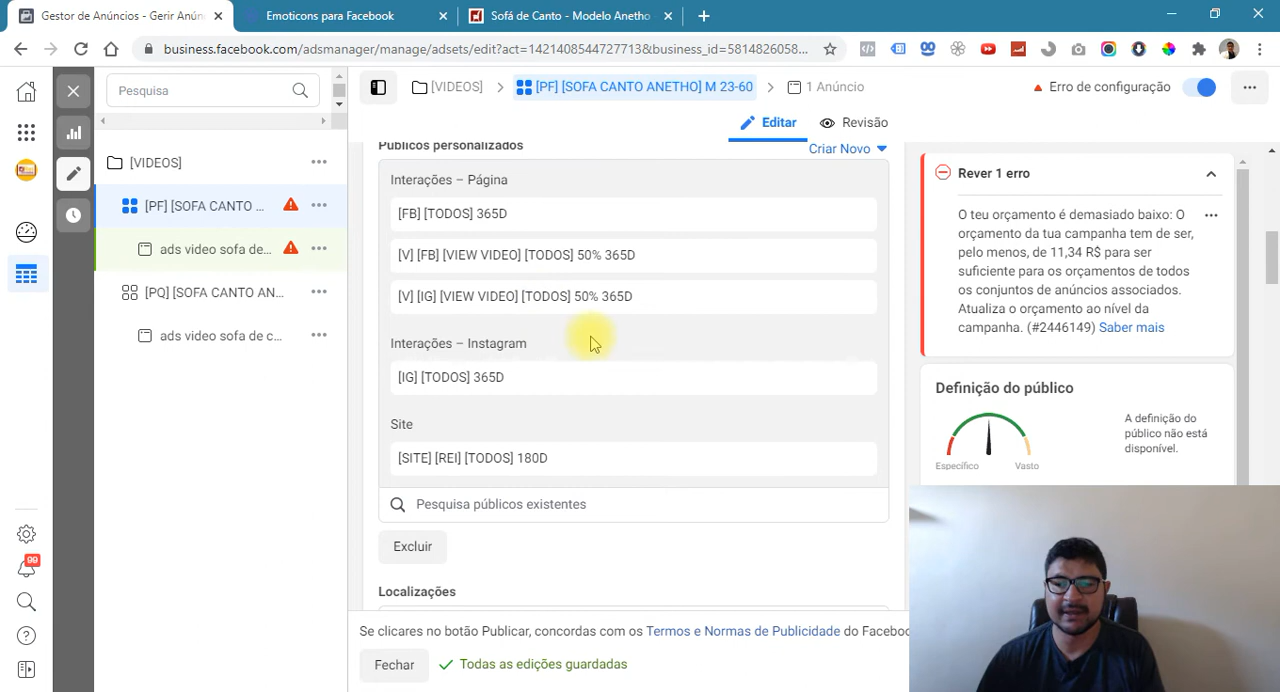 Gestor de Anúncios - Gerir Anún
Emoticons para Facebook
Sofá de Canto - Modelo Anetho
business.facebook.com/adsmanager/manage/adsets/edit?act=1421408544727713&business_id=5814826058...
Pesquisa
[VIDEOS]
[PF] [SOFA CANTO ANETHO] M 23-60
1 Anúncio
Erro de configuração
Editar
Revisão
[VIDEOS]
[PF] [SOFA CANTO ...
ads video sofa de...
[PQ] [SOFA CANTO AN...
ads video sofa de c...
99
Públicos personalizados
Criar Novo
Interações – Página
[FB] [TODOS] 365D
[V] [FB] [VIEW VIDEO] [TODOS] 50% 365D
[V] [IG] [VIEW VIDEO] [TODOS] 50% 365D
Interações – Instagram
[IG] [TODOS] 365D
Site
[SITE] [REI] [TODOS] 180D
Pesquisa públicos existentes
Excluir
Localizações
Se clicares no botão Publicar, concordas com os Termos e Normas de Publicidade do Faceboo
Fechar
Todas as edições guardadas
Rever 1 erro
O teu orçamento é demasiado baixo: O
orçamento da tua campanha tem de ser,
pelo menos, de 11,34 R$ para ser
suficiente para os orçamentos de todos
os conjuntos de anúncios associados.
Atualiza o orçamento ao nível da
campanha. (#2446149) Saber mais
Definição do público
Específico
Vasto
A definição do
público não está
disponível.